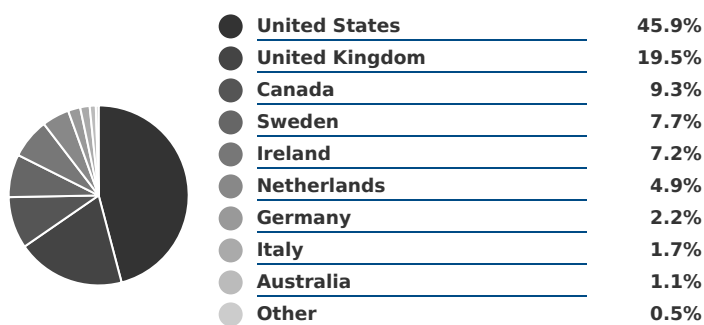 United States 45.9%
United Kingdom 19.5%
Canada 9.3%
Sweden 7.7%
Ireland 7.2%
Netherlands 4.9%
Germany 2.2%
Italy 1.7%
Australia 1.1%
Other 0.5%